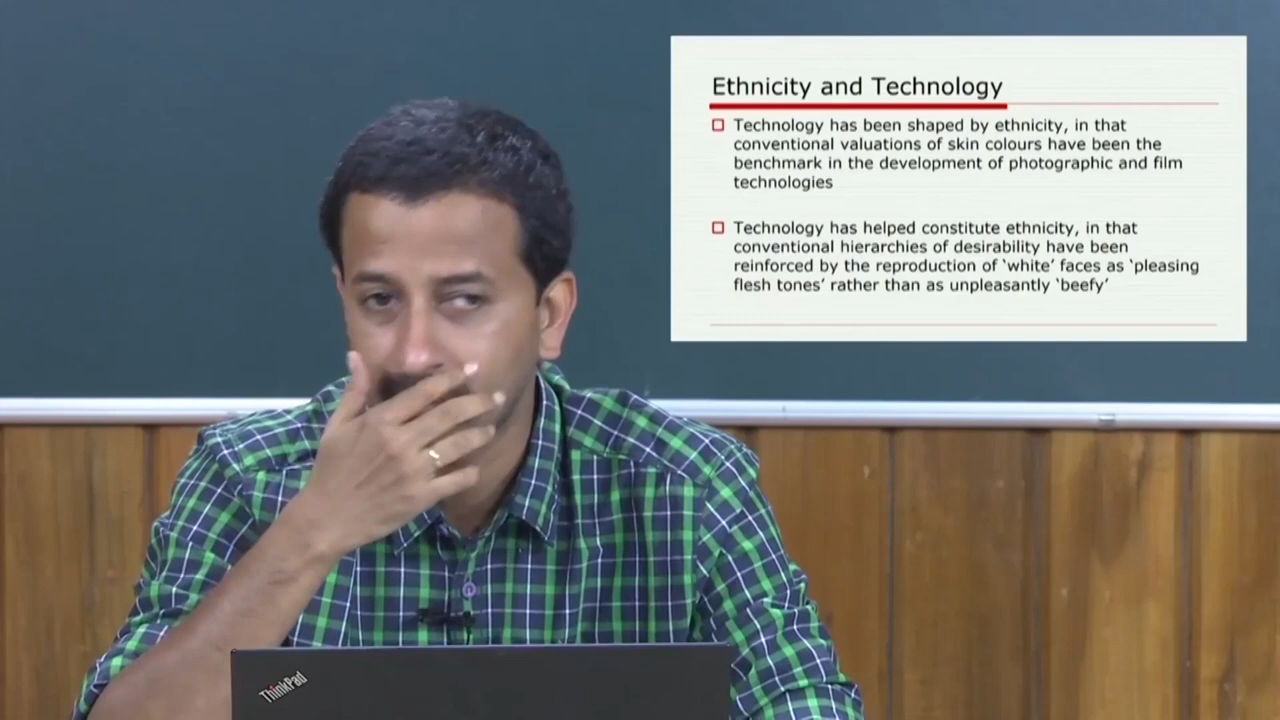 Ethnicity and Technology
Technology has been shaped by ethnicity, in that
conventional valuations of skin colours have been the
benchmark in the development of photographic and film
technologies
Technology has helped constitute ethnicity, in that
conventional hierarchies of desirability have been
reinforced by the reproduction of ‘white’ faces as ‘pleasing
flesh tones’ rather than as unpleasantly ‘beefy’
ThinkPad